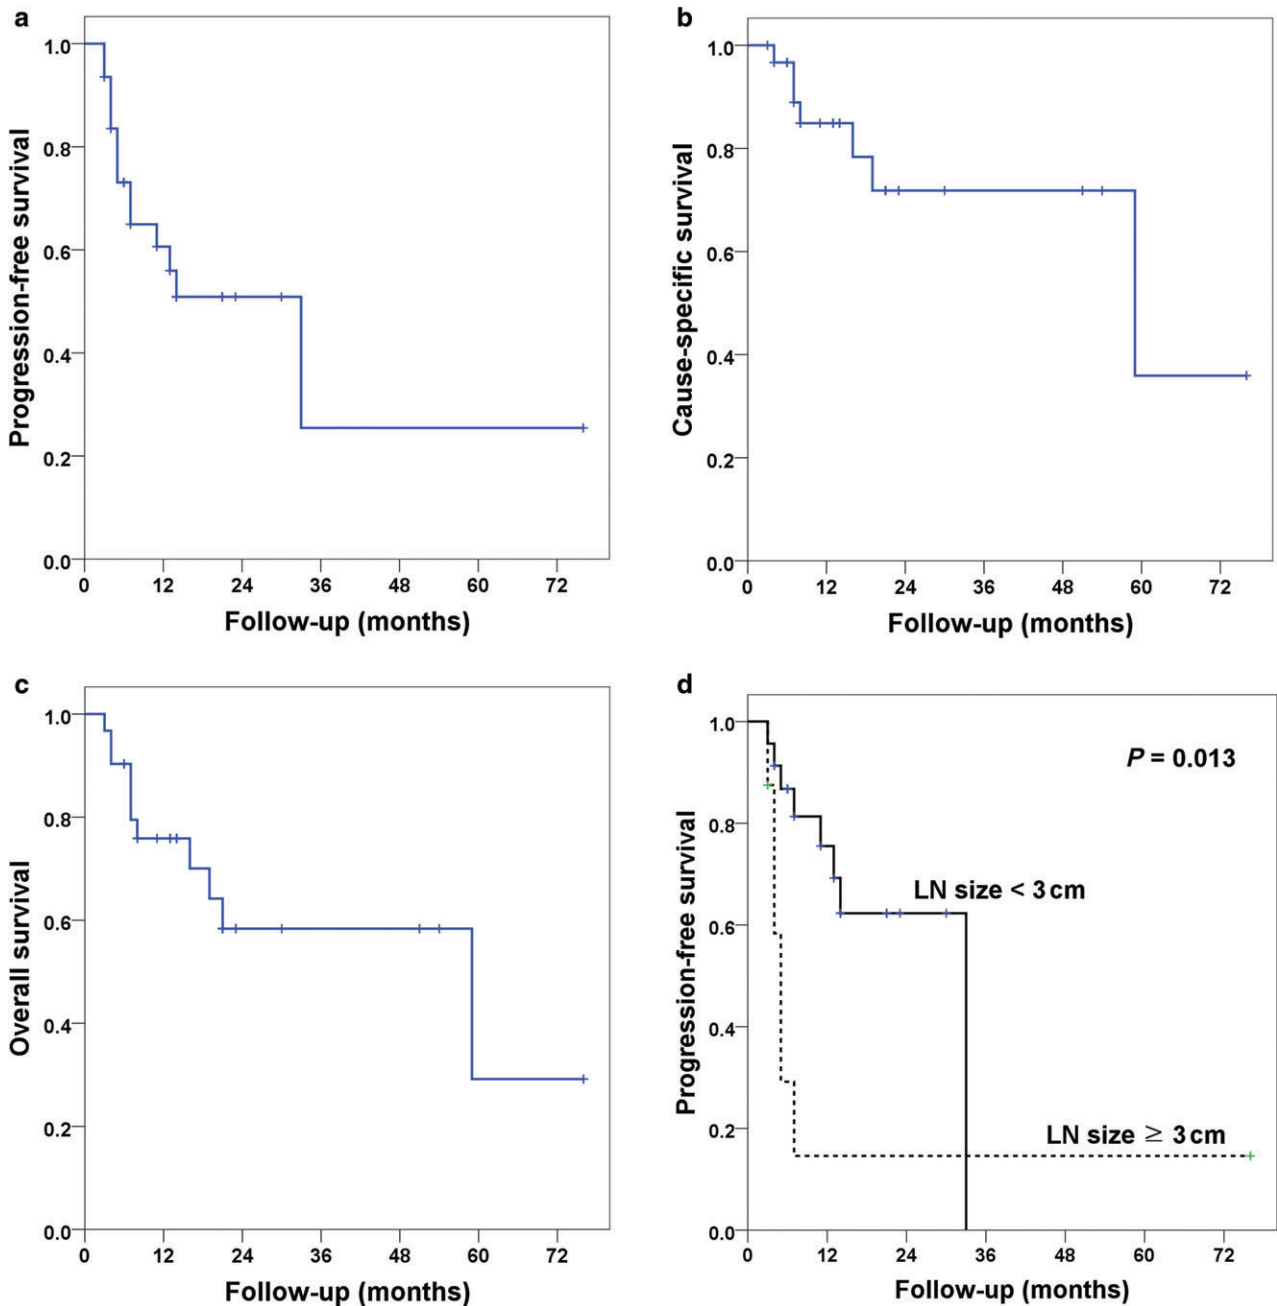 a
1.0
0.8
0.6
0.4
0.2
0.0
Progression-free survival
0 12 24 36 48 60 72
Follow-up (months)
b
1.0
0.8
0.6
0.4
0.2
0.0
Cause-specific survival
0 12 24 36 48 60 72
Follow-up (months)
c
1.0
0.8
0.6
0.4
0.2
0.0
Overall survival
0 12 24 36 48 60 72
Follow-up (months)
d
1.0
0.8
0.6
0.4
0.2
0.0
Progression-free survival
P = 0.013
LN size < 3 cm
LN size ≥ 3 cm
0 12 24 36 48 60 72
Follow-up (months)